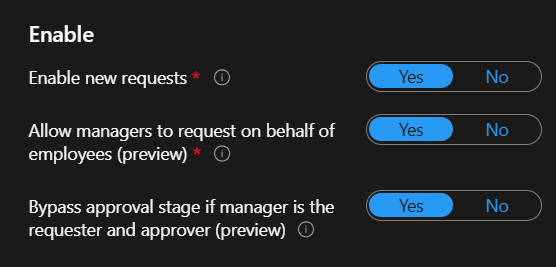 Enable
Enable new requests * Yes No
Allow managers to request on behalf of
employees (preview) * Yes No
Bypass approval stage if manager is the
requester and approver (preview) Yes No